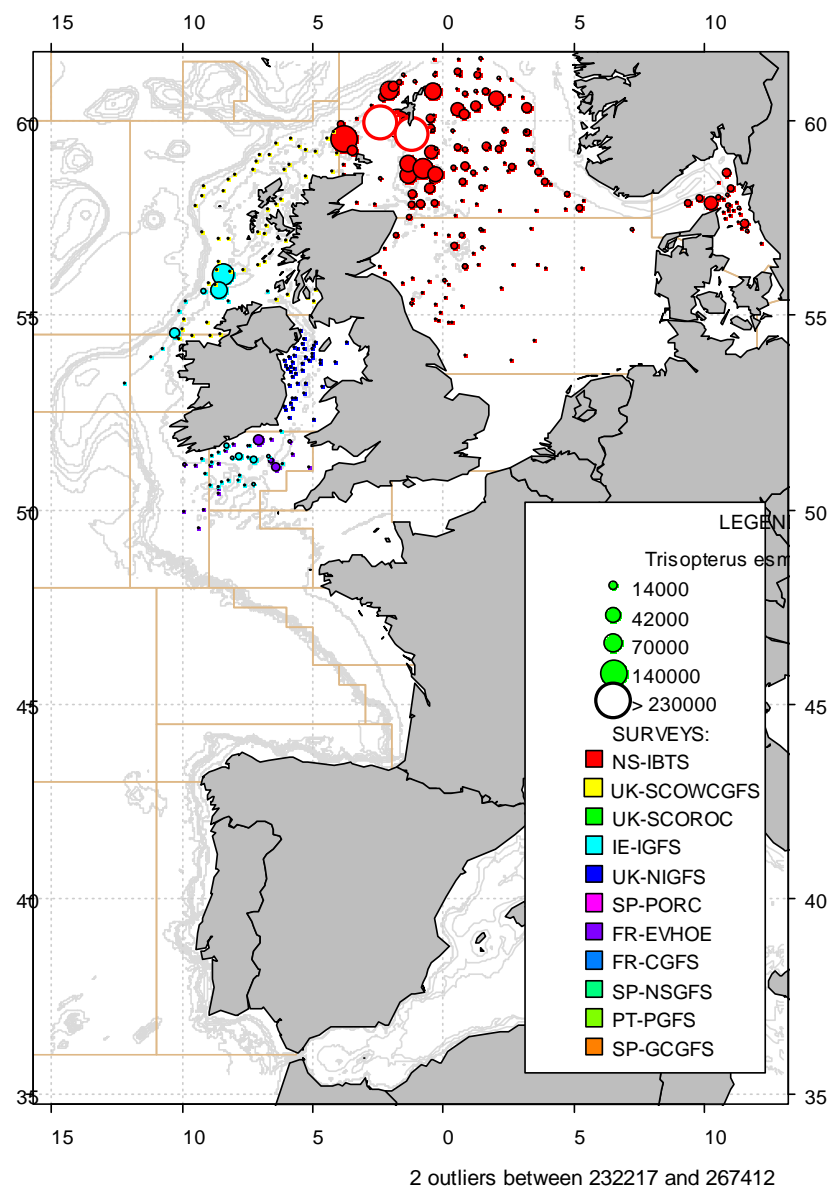 15 10 5 0 5 10
60 60
55 55
50 50
45 45
40 40
35 35
LEGEN
Trisopterus esm
14000
42000
70000
140000
> 230000
SURVEYS:
NS-IBTS
UK-SCOWCGFS
UK-SCOROC
IE-IGFS
UK-NIGFS
SP-PORC
FR-EVHOE
FR-CGFS
SP-NSGFS
PT-PGFS
SP-GCGFS
15 10 5 0 5 10
2 outliers between 232217 and 267412